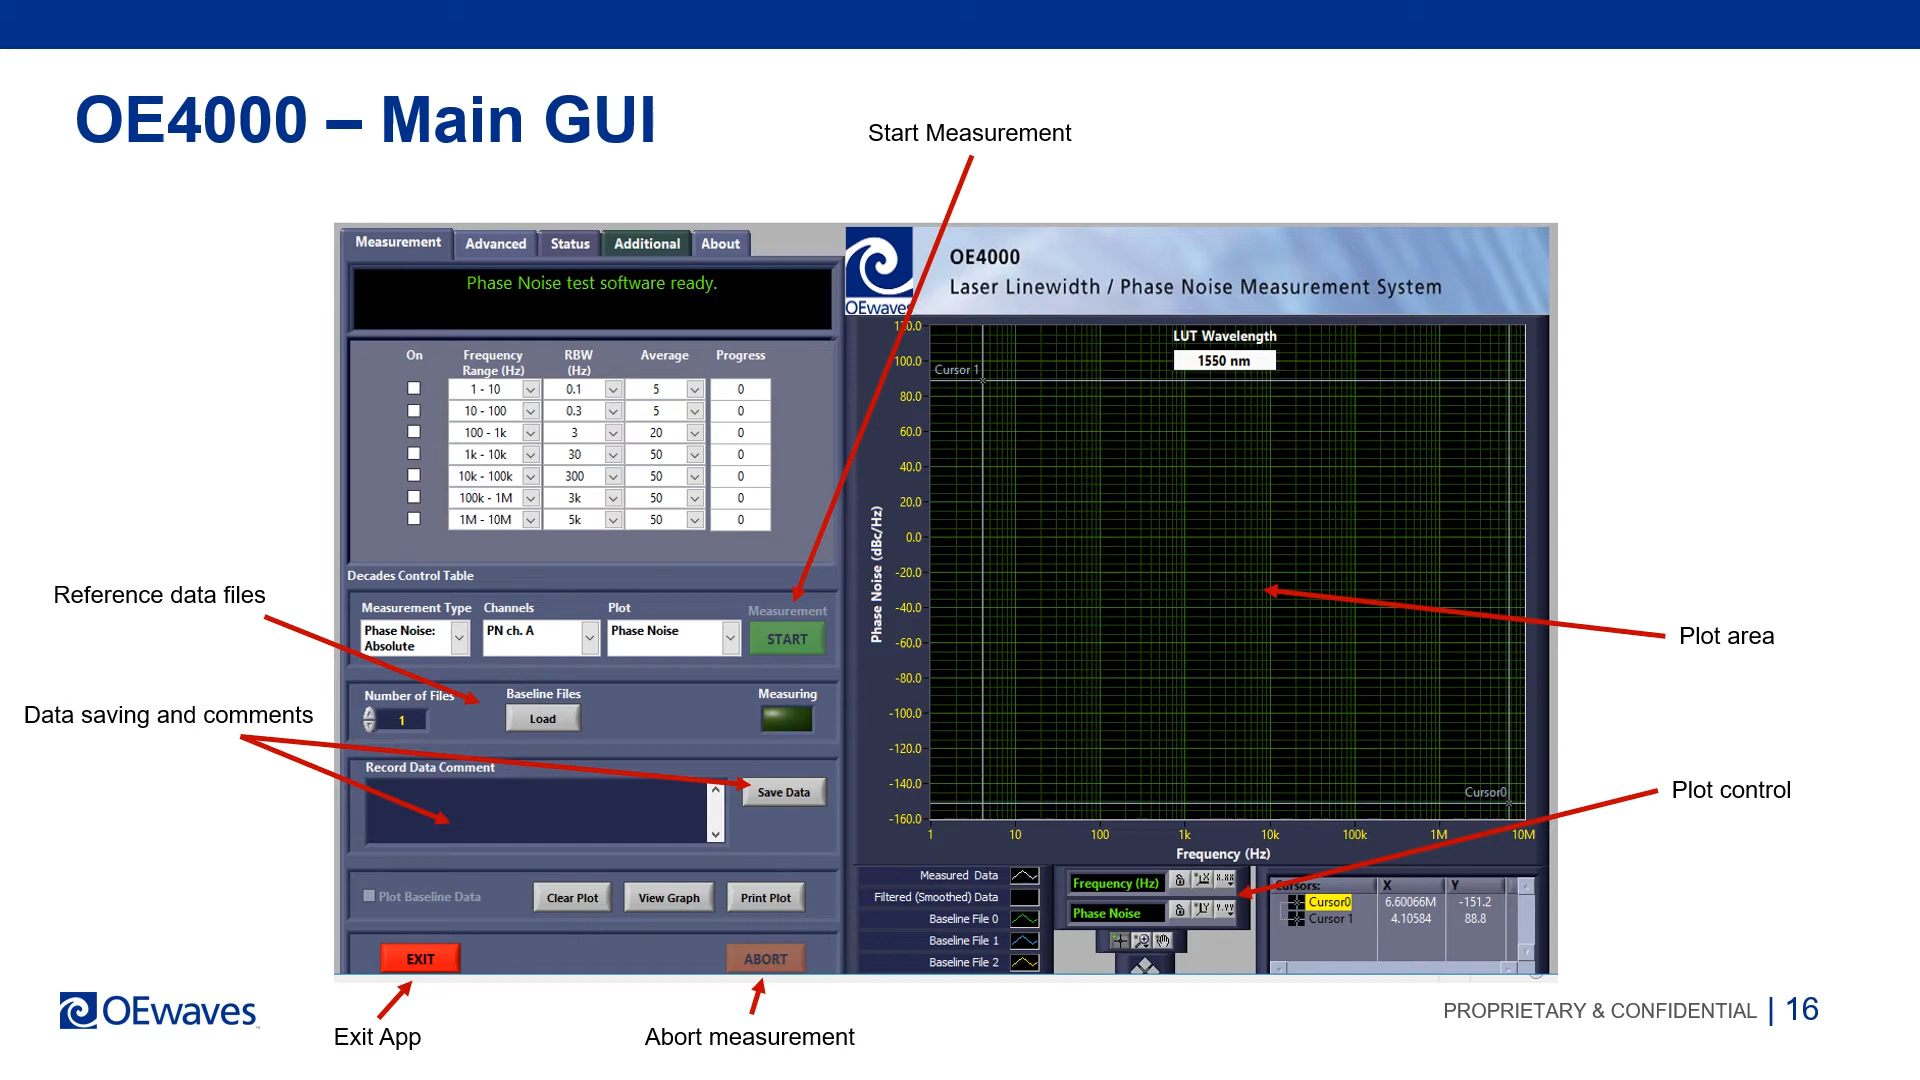 OE4000 – Main GUI
Start Measurement
Measurement Advanced Status Additional About
Phase Noise test software ready.
OEwaves
OE4000
Laser Linewidth / Phase Noise Measurement System
On Frequency Range (Hz) RBW (Hz) Average Progress
1 - 10 0.1 5 0
10 - 100 0.3 5 0
100 - 1k 3 20 0
1k - 10k 30 50 0
10k - 100k 300 50 0
100k - 1M 3k 50 0
1M - 10M 5k 50 0
Decades Control Table
Measurement Type Channels Plot Measurement
Phase Noise: Absolute PN ch. A Phase Noise START
Number of Files Baseline Files Measuring
1 Load
Record Data Comment
Save Data
Plot Baseline Data Clear Plot View Graph Print Plot
EXIT ABORT
LUT Wavelength
1550 nm
Cursor 1
Cursor0
Phase Noise (dBc/Hz)
120.0
100.0
80.0
60.0
40.0
20.0
0.0
-20.0
-40.0
-60.0
-80.0
-100.0
-120.0
-140.0
-160.0
1 10 100 1k 10k 100k 1M 10M
Frequency (Hz)
Measured Data
Filtered (Smoothed) Data
Baseline File 0
Baseline File 1
Baseline File 2
Frequency (Hz)
Phase Noise
Cursors: X Y
Cursor0 6.60066M -151.2
Cursor 1 4.10584 88.8
Reference data files
Data saving and comments
Plot area
Plot control
Exit App
Abort measurement
OEwaves
PROPRIETARY & CONFIDENTIAL | 16